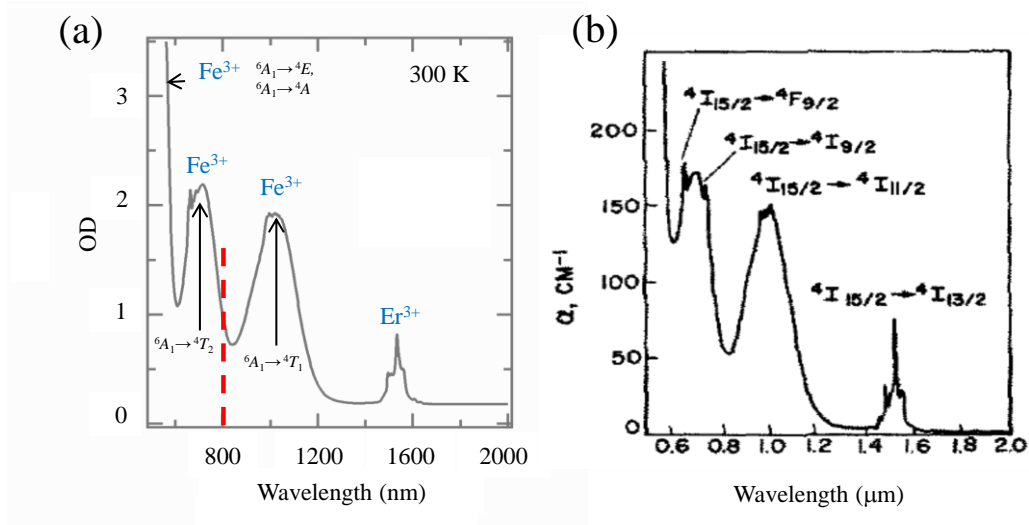 (a)
Fe³⁺
⁶A₁→⁴E,
⁶A₁→⁴A
300 K
3
Fe³⁺
Fe³⁺
2
OD
1
Er³⁺
⁶A₁→⁴T₂
⁶A₁→⁴T₁
0
800
1200
1600
2000
Wavelength (nm)
(b)
⁴I₁₅/₂→⁴F₉/₂
200
⁴I₁₅/₂→⁴I₉/₂
⁴I₁₅/₂→⁴I₁₁/₂
150
α, CM⁻¹
100
⁴I₁₅/₂→⁴I₁₃/₂
50
0
0.6
0.8
1.0
1.2
1.4
1.6
1.8
2.0
Wavelength (μm)